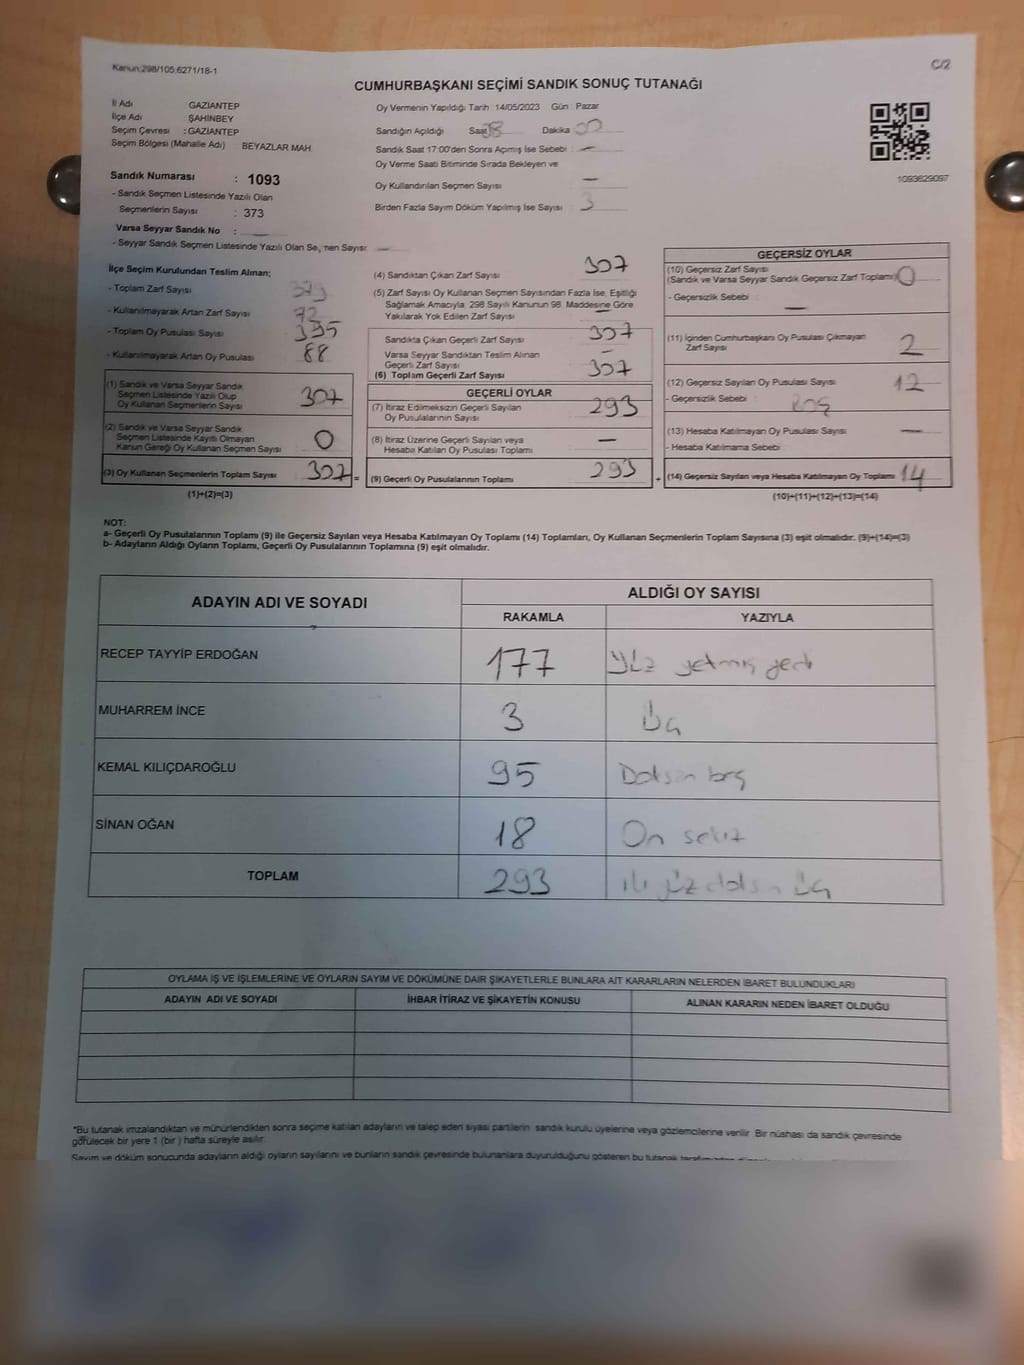 Kanun:298/105:6271/18-1
C/2
CUMHURBAŞKANI SEÇİMİ SANDIK SONUÇ TUTANAĞI
İl Adı GAZİANTEP
İlçe Adı ŞAHİNBEY
Seçim Çevresi : GAZİANTEP
Seçim Bölgesi (Mahalle Adı) BEYAZLAR MAH.
Sandık Numarası : 1093
- Sandık Seçmen Listesinde Yazılı Olan
Seçmenlerin Sayısı : 373
Varsa Seyyar Sandık No :
- Seyyar Sandık Seçmen Listesinde Yazılı Olan Seçmen Sayısı
Oy Vermenin Yapıldığı Tarih 14/05/2023 Gün : Pazar
Sandığın Açıldığı Saat 08 Dakika 00
Sandık Saat 17:00'den Sonra Açımış İse Sebebi : —
Oy Verme Saati Bitiminde Sırada Bekleyen ve
Oy Kullandırılan Seçmen Sayısı —
Birden Fazla Sayım Döküm Yapılmış İse Sayısı 3
1093629097
İlçe Seçim Kurulundan Teslim Alınan;
- Toplam Zarf Sayısı
- Kullanılmayarak Artan Zarf Sayısı 72
- Toplam Oy Pusulası Sayısı 395
- Kullanılmayarak Artan Oy Pusulası 88
(1) Sandık ve Varsa Seyyar Sandık
Seçmen Listesinde Yazılı Olup
Oy Kullanan Seçmenlerin Sayısı 307
(2) Sandık ve Varsa Seyyar Sandık
Seçmen Listesinde Kayıtlı Olmayan
Kanun Gereği Oy Kullanan Seçmen Sayısı 0
(3) Oy Kullanan Seçmenlerin Toplam Sayısı 307 =
(1)+(2)=(3)
(4) Sandıktan Çıkan Zarf Sayısı 307
(5) Zarf Sayısı Oy Kullanan Seçmen Sayısından Fazla İse, Eşitliği
Sağlamak Amacıyla, 298 Sayılı Kanunun 98. Maddesine Göre
Yakılarak Yok Edilen Zarf Sayısı —
Sandıkta Çıkan Geçerli Zarf Sayısı 307
Varsa Seyyar Sandıktan Teslim Alınan
Geçerli Zarf Sayısı —
(6) Toplam Geçerli Zarf Sayısı 307
GEÇERLİ OYLAR
(7) İtiraz Edilmeksizin Geçerli Sayılan
Oy Pusulalarının Sayısı 293
(8) İtiraz Üzerine Geçerli Sayılan veya
Hesaba Katılan Oy Pusulası Toplamı —
(9) Geçerli Oy Pusulalarının Toplamı 293 +
GEÇERSİZ OYLAR
(10) Geçersiz Zarf Sayısı
(Sandık ve Varsa Seyyar Sandık Geçersiz Zarf Toplamı) 0
- Geçersizlik Sebebi : —
(11) İçinden Cumhurbaşkanı Oy Pusulası Çıkmayan
Zarf Sayısı 2
(12) Geçersiz Sayılan Oy Pusulası Sayısı 12
- Geçersizlik Sebebi : BOŞ
(13) Hesaba Katılmayan Oy Pusulası Sayısı —
- Hesaba Katılmama Sebebi
(14) Geçersiz Sayılan veya Hesaba Katılmayan Oy Toplamı 14
(10)+(11)+(12)+(13)=(14)
NOT:
a- Geçerli Oy Pusulalarının Toplamı (9) ile Geçersiz Sayılan veya Hesaba Katılmayan Oy Toplamı (14) Toplamları, Oy Kullanan Seçmenlerin Toplam Sayısına (3) eşit olmalıdır. (9)+(14)=(3)
b- Adayların Aldığı Oyların Toplamı, Geçerli Oy Pusulalarının Toplamına (9) eşit olmalıdır.
ADAYIN ADI VE SOYADI
ALDIĞI OY SAYISI
RAKAMLA YAZIYLA
RECEP TAYYİP ERDOĞAN 177 Yüz yetmiş yedi
MUHARREM İNCE 3 Üç
KEMAL KILIÇDAROĞLU 95 Doksan beş
SİNAN OĞAN 18 On sekiz
TOPLAM 293 iki yüz doksan üç
OYLAMA İŞ VE İŞLEMLERİNE VE OYLARIN SAYIM VE DÖKÜMÜNE DAİR ŞİKAYETLERLE BUNLARA AİT KARARLARIN NELERDEN İBARET BULUNDUKLARI
ADAYIN ADI VE SOYADI İHBAR İTİRAZ VE ŞİKAYETİN KONUSU ALINAN KARARIN NEDEN İBARET OLDUĞU
*Bu tutanak imzalandıktan ve mühürlendikten sonra seçime katılan adayların ve talep eden siyasi partilerin sandık kurulu üyelerine veya gözlemcilerine verilir. Bir nüshası da sandık çevresinde
görülecek bir yere 1 (bir) hafta süreyle asılır.
Sayım ve döküm sonucunda adayların aldığı oyların sayılarını ve bunların sandık çevresinde bulunanlara duyurulduğunu gösteren bu tutanak